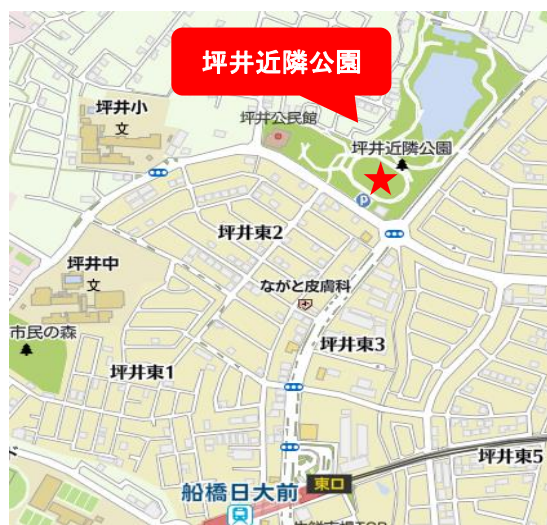 坪井近隣公園
坪井小
文
坪井公民館
坪井近隣公園
P
坪井東2
坪井中
文
ながと皮膚科
市民の森
坪井東3
坪井東1
坪井東5
ド
船橋日大前
東口